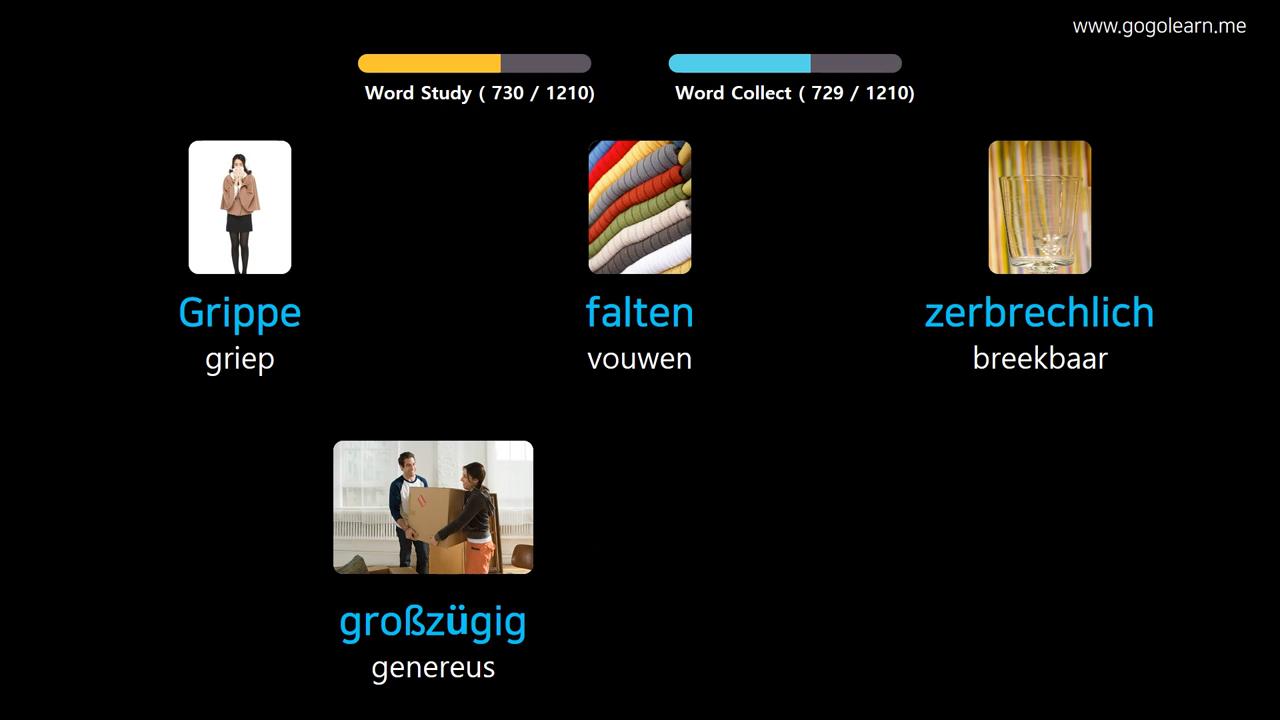 www.gogolearn.me
Word Study ( 730 / 1210)
Word Collect ( 729 / 1210)
Grippe
griep
falten
vouwen
zerbrechlich
breekbaar
großzügig
genereus